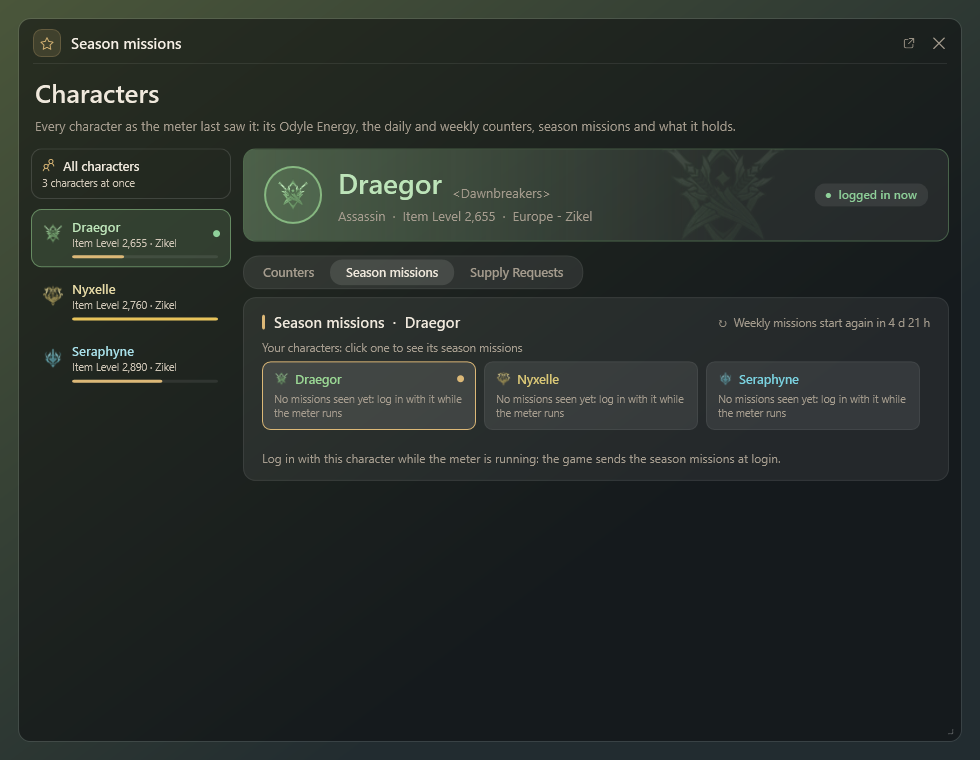 Season missions
Characters
Every character as the meter last saw it: its Odyle Energy, the daily and weekly counters, season missions and what it holds.
All characters
3 characters at once
Draegor
Item Level 2,655 · Zikel
Nyxelle
Item Level 2,760 · Zikel
Seraphyne
Item Level 2,890 · Zikel
Draegor <Dawnbreakers>
Assassin · Item Level 2,655 · Europe - Zikel
logged in now
Counters Season missions Supply Requests
Season missions · Draegor
Weekly missions start again in 4 d 21 h
Your characters: click one to see its season missions
Draegor
No missions seen yet: log in with it while
the meter runs
Nyxelle
No missions seen yet: log in with it while
the meter runs
Seraphyne
No missions seen yet: log in with it while
the meter runs
Log in with this character while the meter is running: the game sends the season missions at login.